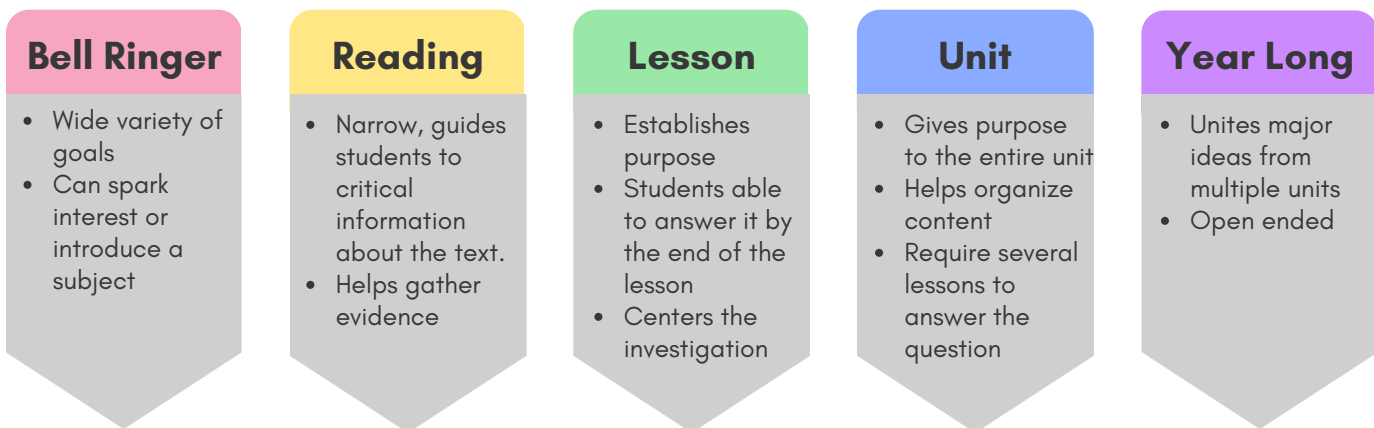 Bell Ringer
• Wide variety of
goals
• Can spark
interest or
introduce a
subject
Reading
• Narrow, guides
students to
critical
information
about the text.
• Helps gather
evidence
Lesson
• Establishes
purpose
• Students able
to answer it by
the end of the
lesson
• Centers the
investigation
Unit
• Gives purpose
to the entire unit
• Helps organize
content
• Require several
lessons to
answer the
question
Year Long
• Unites major
ideas from
multiple units
• Open ended